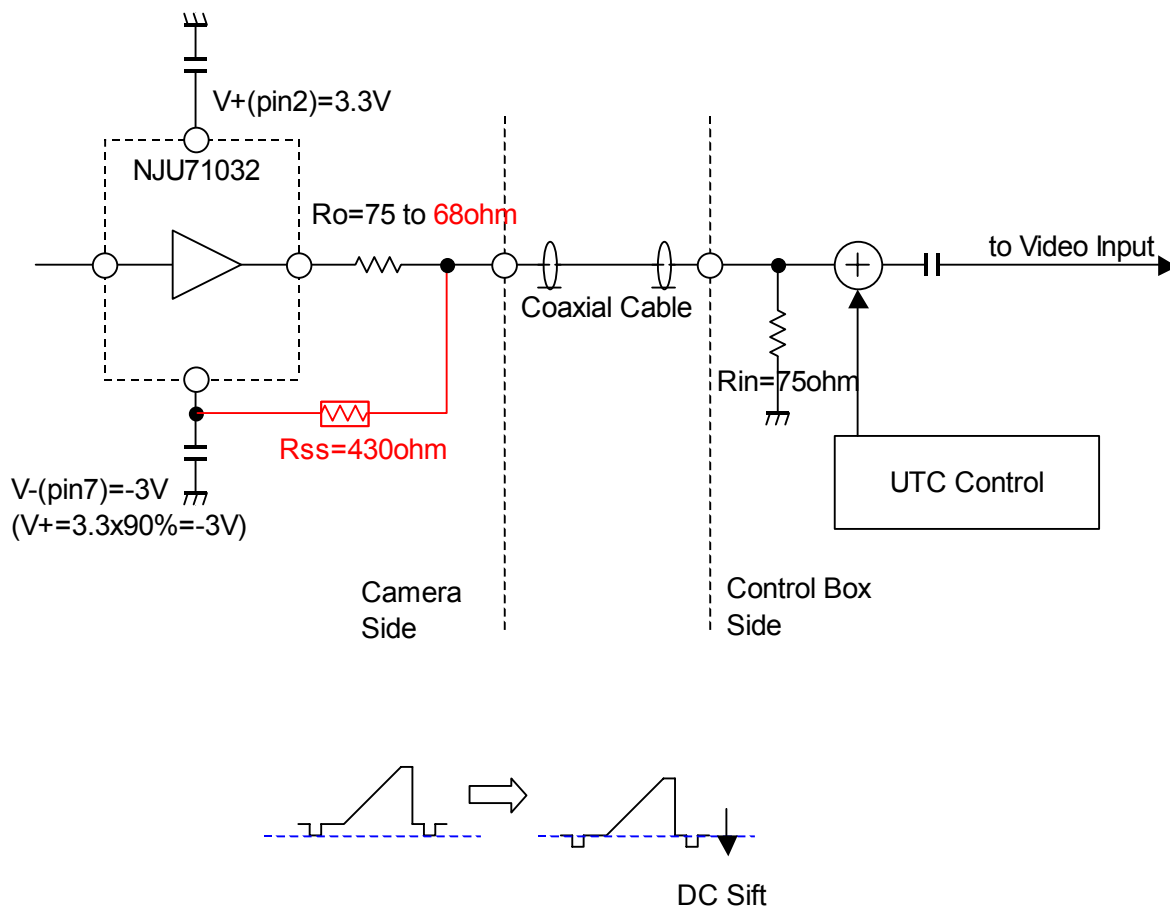 V+(pin2)=3.3V
NJU71032
Ro=75 to 68ohm
to Video Input
Coaxial Cable
Rin=75ohm
Rss=430ohm
UTC Control
V-(pin7)=-3V
(V+=3.3x90%=-3V)
Camera
Side
Control Box
Side
DC Sift